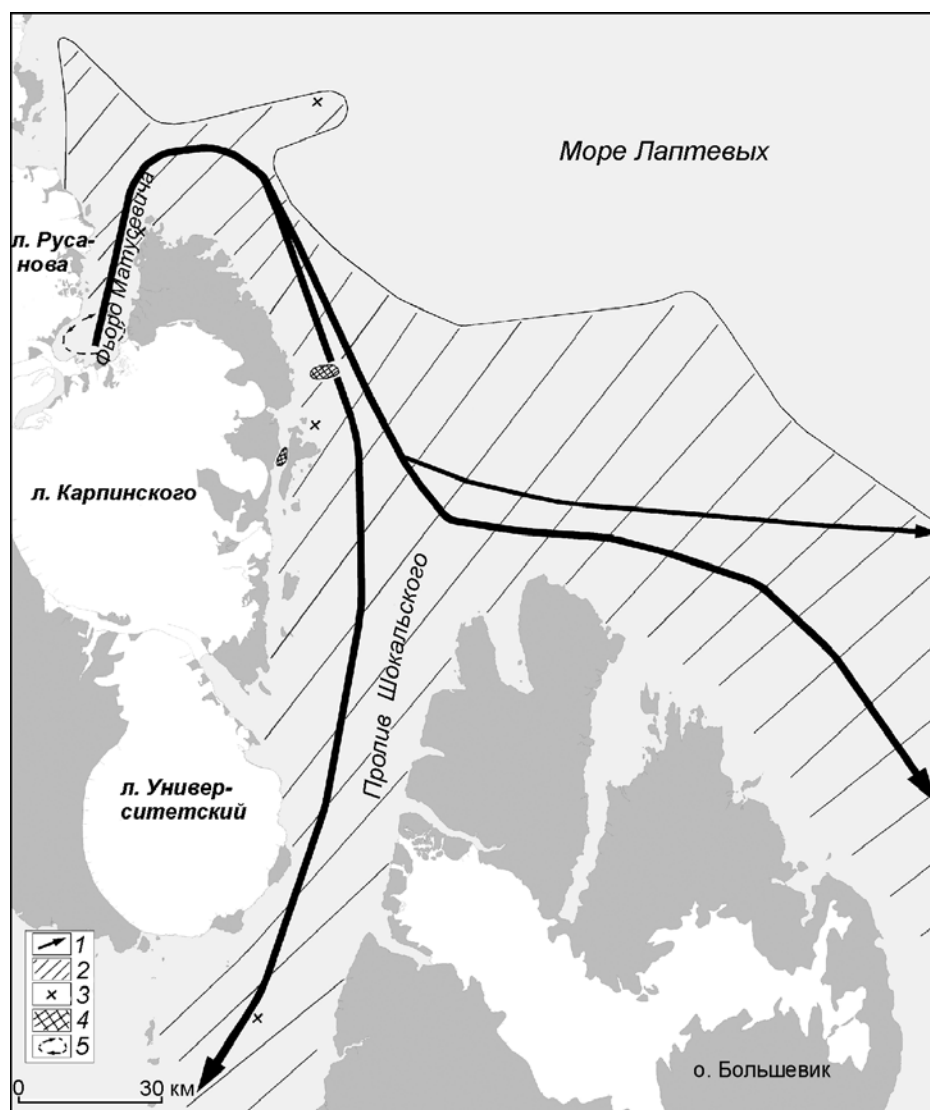 Море Лаптевых
Фьорд Матусевича
л. Руса-
нова
л. Карпинского
Пролив Шокальского
л. Универ-
ситетский
1
2
3
4
5
0 30 км
о. Большевик